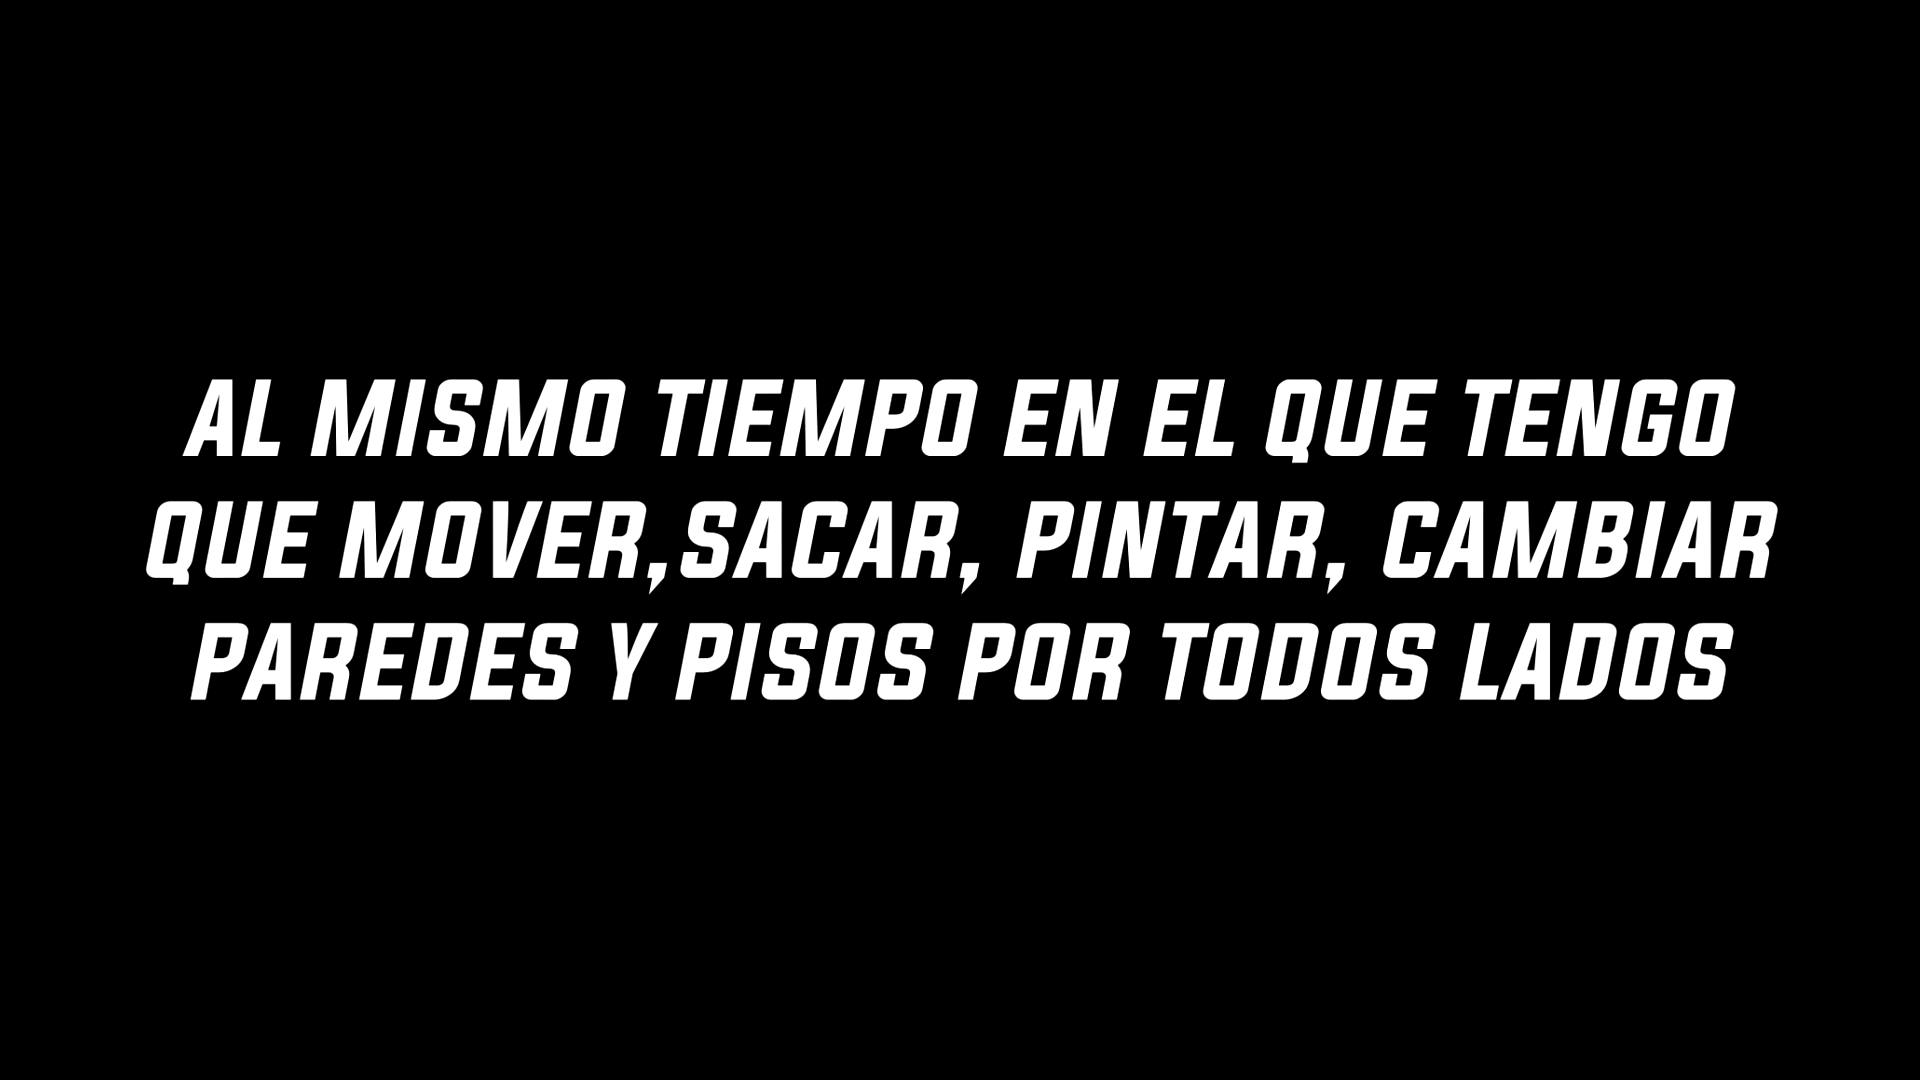 AL MISMO TIEMPO EN EL QUE TENGO
QUE MOVER,SACAR, PINTAR, CAMBIAR
PAREDES Y PISOS POR TODOS LADOS